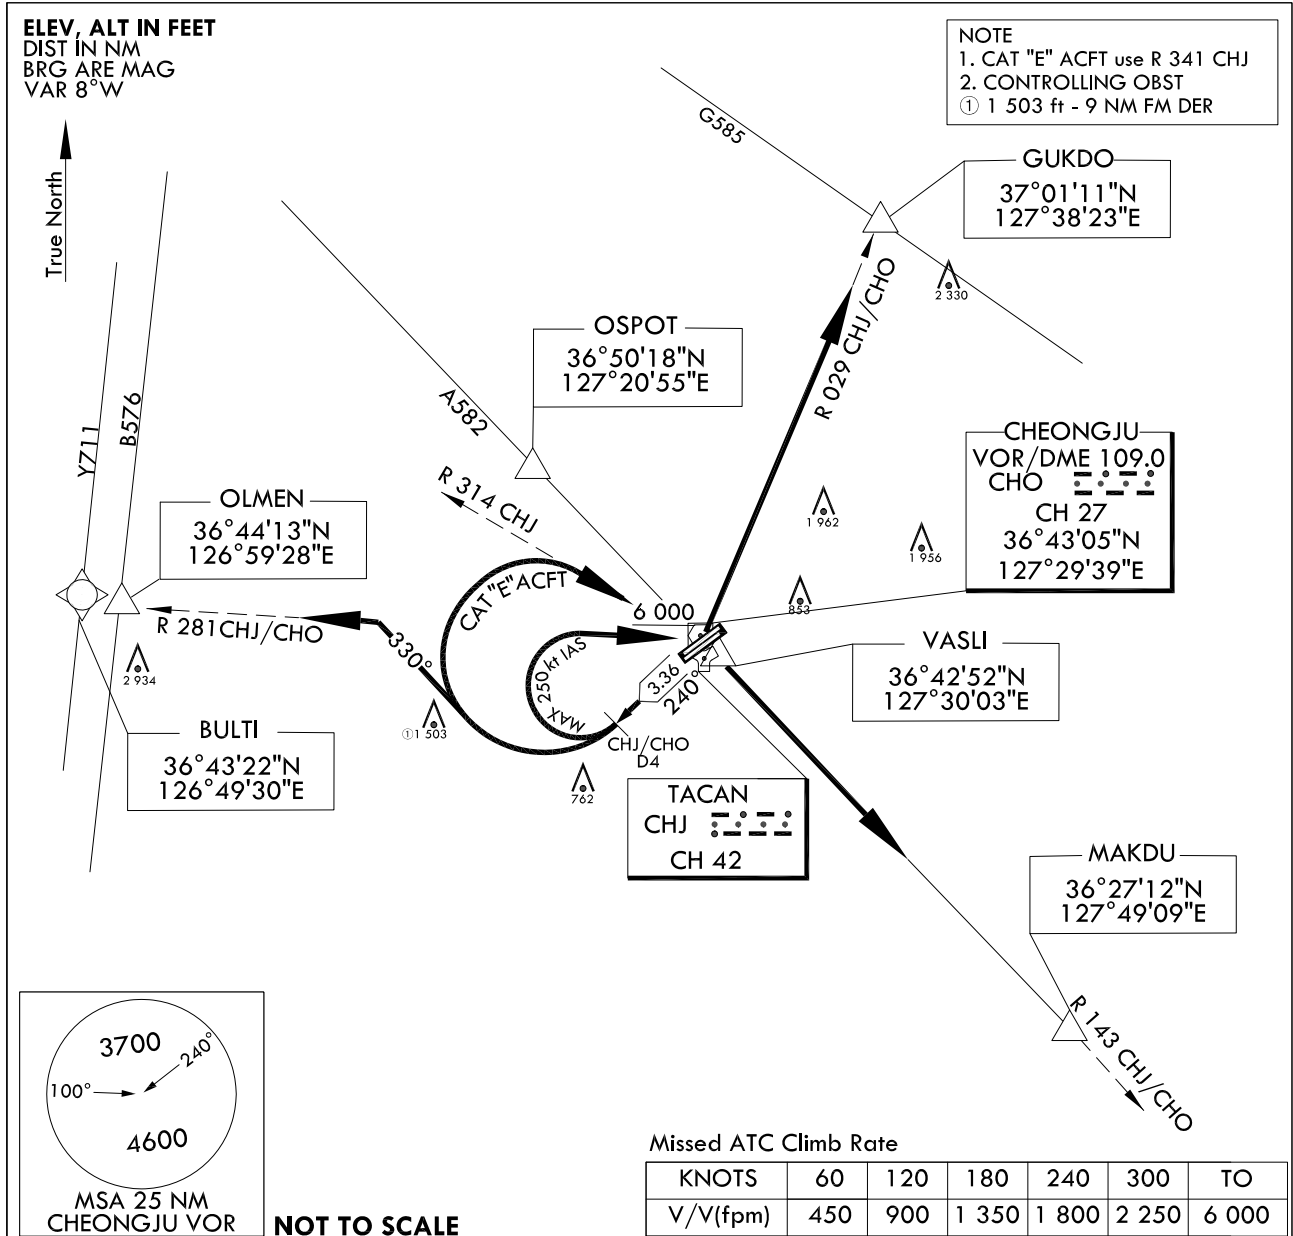 ELEV, ALT IN FEET
DIST IN NM
BRG ARE MAG
VAR 8°W
True North
NOTE
1. CAT "E" ACFT use R 341 CHJ
2. CONTROLLING OBST
① 1 503 ft - 9 NM FM DER
G585
GUKDO
37°01'11"N
127°38'23"E
2 330
R 029 CHJ/CHO
OSPOT
36°50'18"N
127°20'55"E
A582
Y711
B576
R 314 CHJ
OLMEN
36°44'13"N
126°59'28"E
CHEONGJU
VOR/DME 109.0
CHO
CH 27
36°43'05"N
127°29'39"E
1 962
1 956
853
CAT "E" ACFT
6 000
R 281CHJ/CHO
330°
MAX 250 kt IAS
3.36
240°
VASLI
36°42'52"N
127°30'03"E
2 934
① 1 503
BULTI
36°43'22"N
126°49'30"E
CHJ/CHO
D4
762
TACAN
CHJ
CH 42
MAKDU
36°27'12"N
127°49'09"E
R 143 CHJ/CHO
3700
240°
100°
4600
MSA 25 NM
CHEONGJU VOR
NOT TO SCALE
Missed ATC Climb Rate
KNOTS 60 120 180 240 300 TO
V/V(fpm) 450 900 1 350 1 800 2 250 6 000